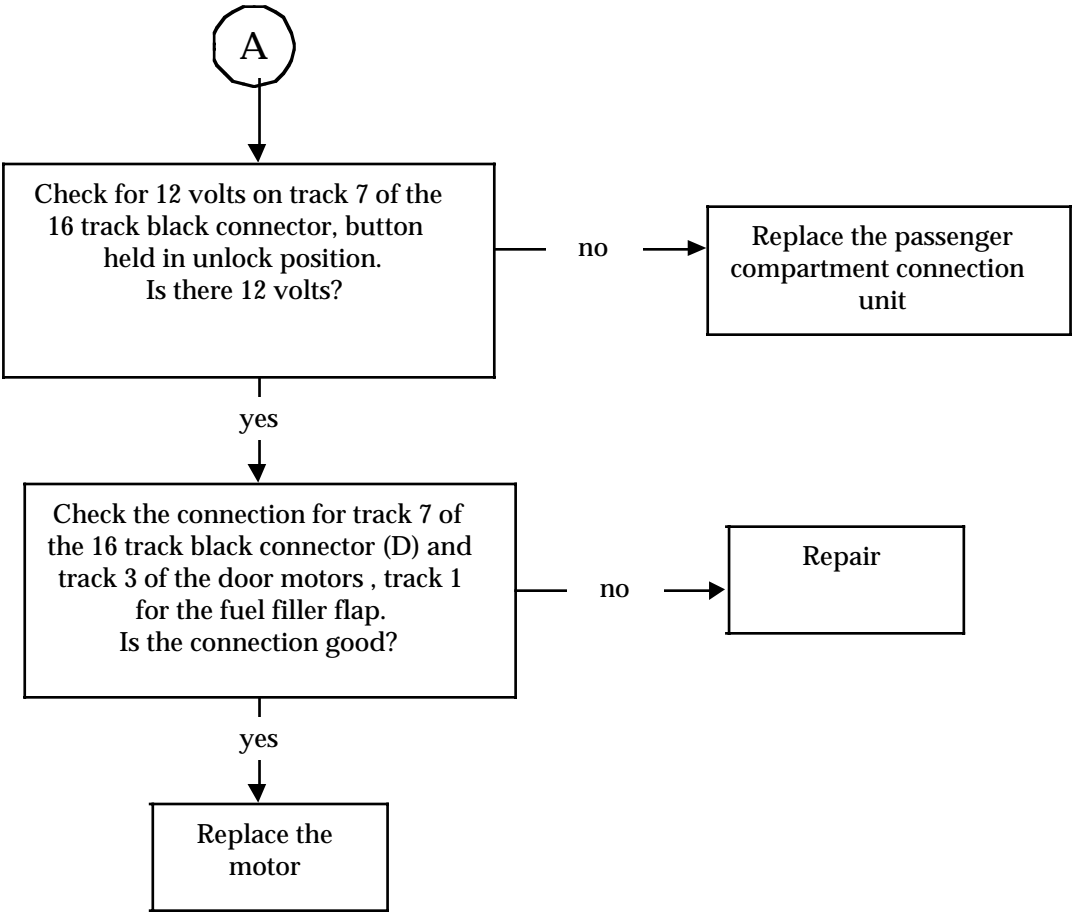 A
Check for 12 volts on track 7 of the
16 track black connector, button
held in unlock position.
Is there 12 volts?
no
Replace the passenger
compartment connection
unit
yes
Check the connection for track 7 of
the 16 track black connector (D) and
track 3 of the door motors , track 1
for the fuel filler flap.
Is the connection good?
no
Repair
yes
Replace the
motor